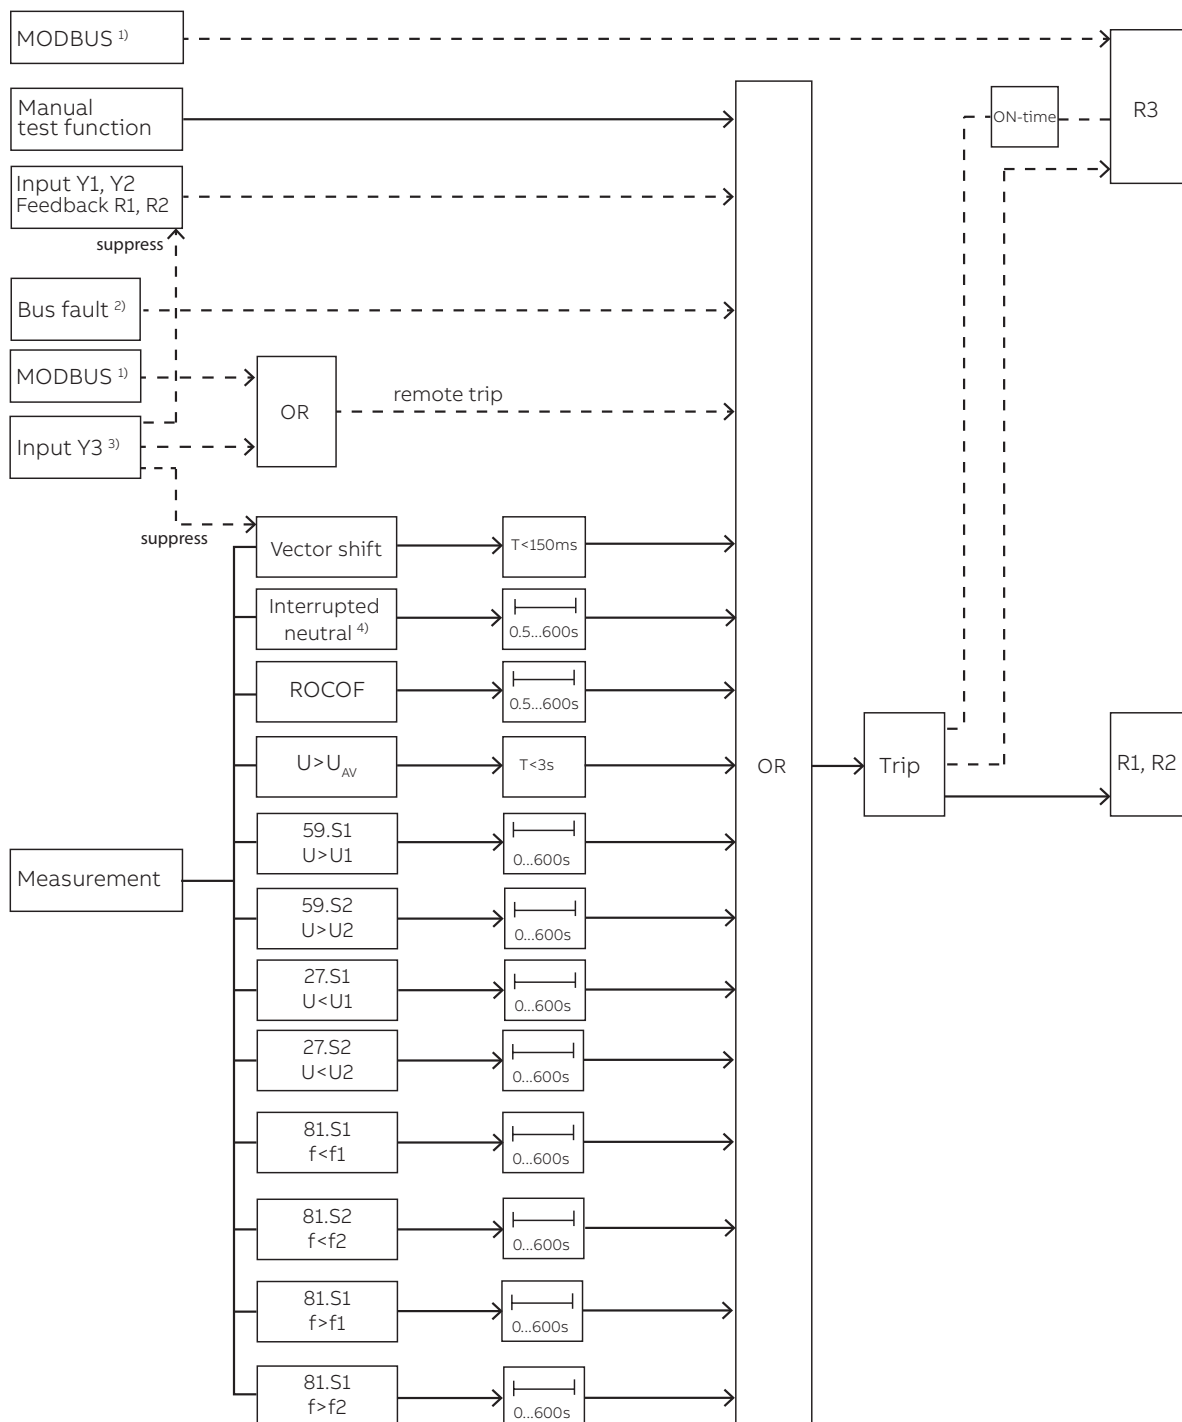 MODBUS 1)
R3
Manual
test function
ON-time
Input Y1, Y2
Feedback R1, R2
suppress
Bus fault 2)
MODBUS 1)
OR
remote trip
Input Y3 3)
suppress
Vector shift
T<150ms
Interrupted
neutral 4)
0.5...600s
ROCOF
0.5...600s
U>UAV
T<3s
OR
Trip
R1, R2
59.S1
U>U1
0...600s
Measurement
59.S2
U>U2
0...600s
27.S1
U<U1
0...600s
27.S2
U<U2
0...600s
81.S1
f<f1
0...600s
81.S2
f<f2
0...600s
81.S1
f>f1
0...600s
81.S1
f>f2
0...600s